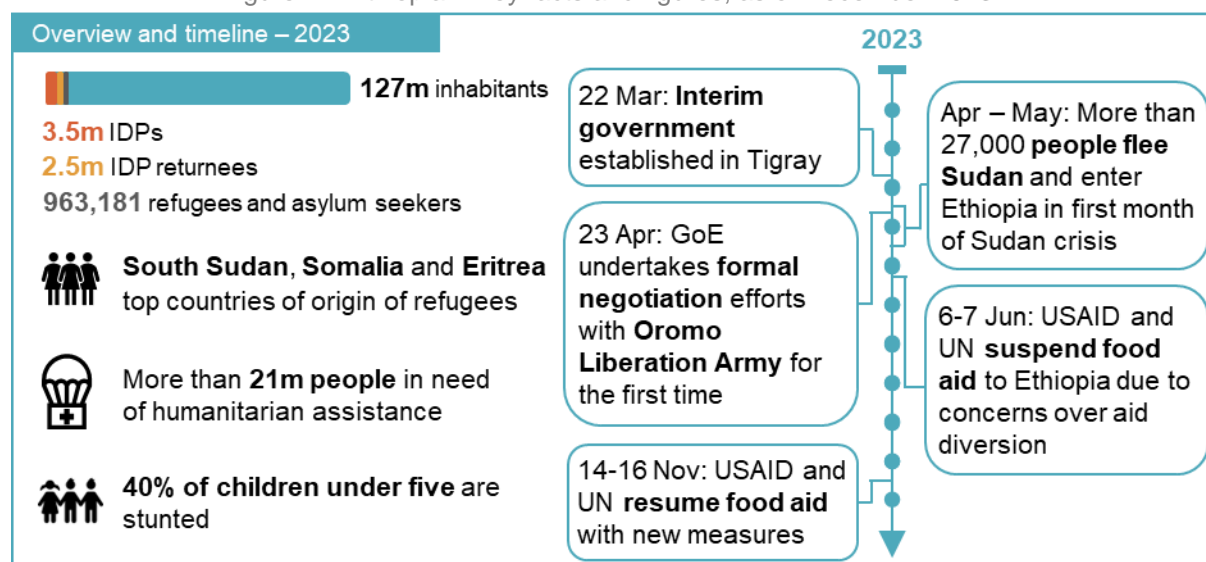 Overview and timeline – 2023
127m inhabitants
3.5m IDPs
2.5m IDP returnees
963,181 refugees and asylum seekers
South Sudan, Somalia and Eritrea
top countries of origin of refugees
More than 21m people in need
of humanitarian assistance
40% of children under five are
stunted
2023
22 Mar: Interim
government
established in Tigray
Apr – May: More than
27,000 people flee
Sudan and enter
Ethiopia in first month
of Sudan crisis
23 Apr: GoE
undertakes formal
negotiation efforts
with Oromo
Liberation Army for
the first time
6-7 Jun: USAID and
UN suspend food
aid to Ethiopia due to
concerns over aid
diversion
14-16 Nov: USAID and
UN resume food aid
with new measures